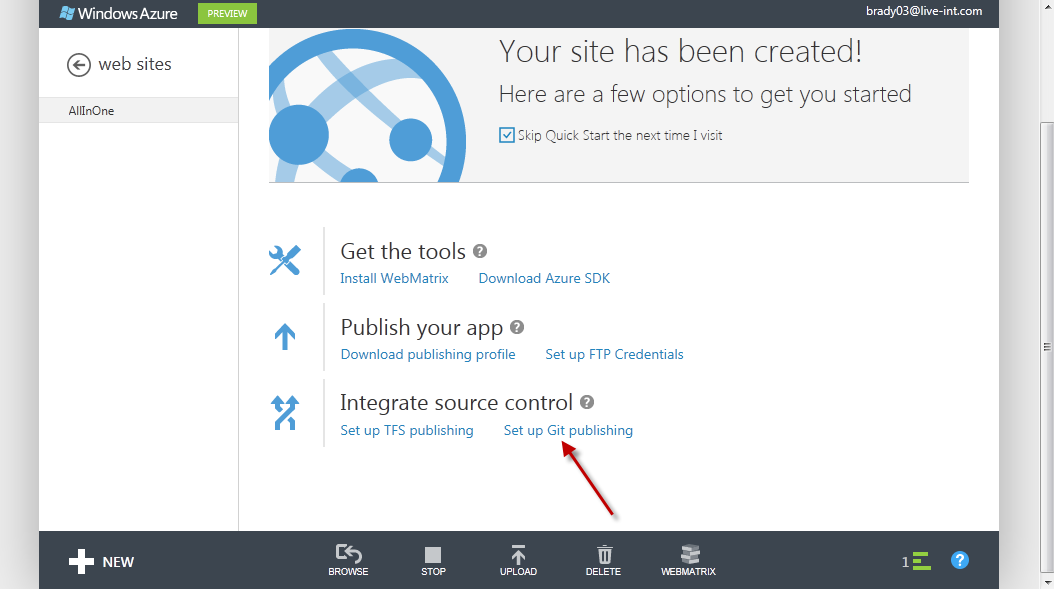 Windows Azure PREVIEW brady03@live-int.com
web sites
AllInOne
Your site has been created!
Here are a few options to get you started
Skip Quick Start the next time I visit
Get the tools ?
Install WebMatrix Download Azure SDK
Publish your app ?
Download publishing profile Set up FTP Credentials
Integrate source control ?
Set up TFS publishing Set up Git publishing
NEW BROWSE STOP UPLOAD DELETE WEBMATRIX 1 ?